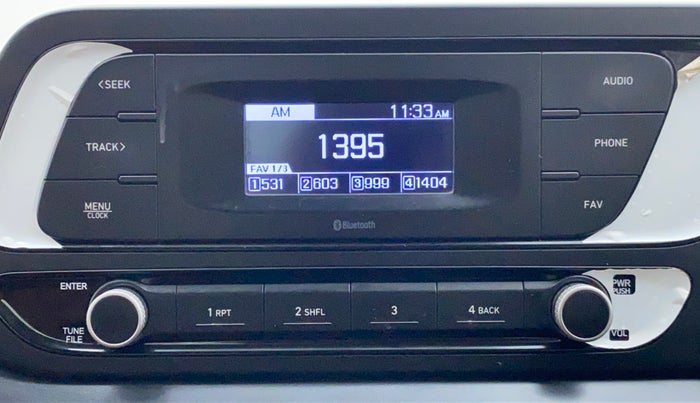 <SEEK
AUDIO
AM 11:33 AM
TRACK>
1395
PHONE
FAV 1/3
1 531 2 603 3 999 4 1404
MENU
CLOCK
FAV
Bluetooth
ENTER
PWR
PUSH
1 RPT 2 SHFL 3 4 BACK
TUNE
FILE
VOL